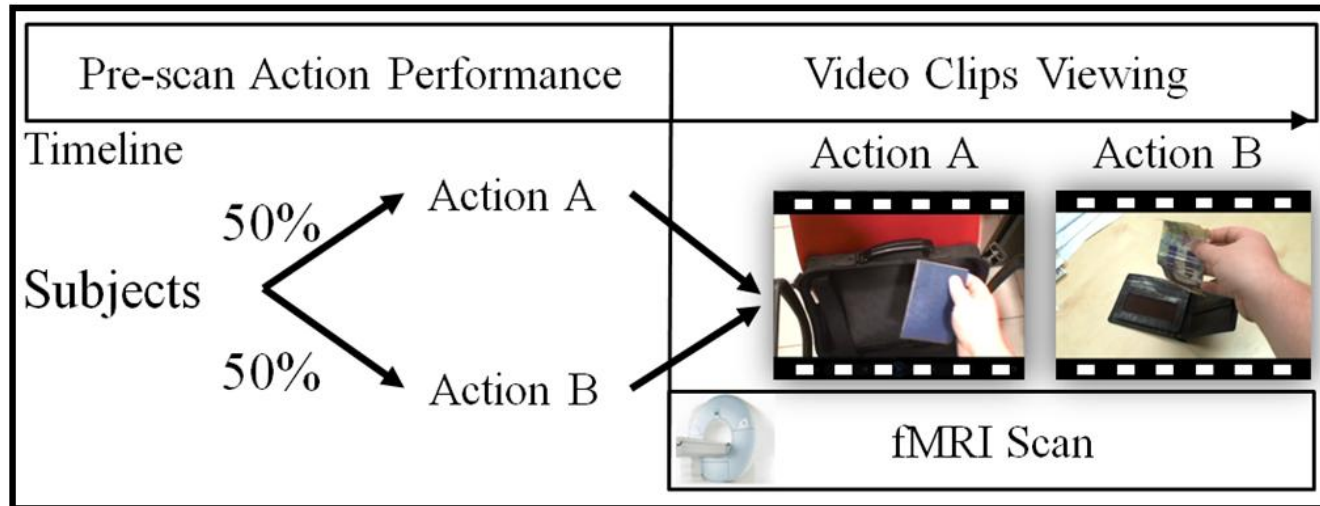 Pre-scan Action Performance
Video Clips Viewing
Timeline
Action A
Action B
50%
Action A
Subjects
50%
Action B
fMRI Scan